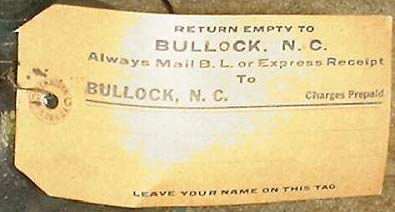 RETURN EMPTY TO
BULLOCK, N. C.
Always Mail B. L. or Express Receipt
To
BULLOCK, N. C. Charges Prepaid
LEAVE YOUR NAME ON THIS TAG